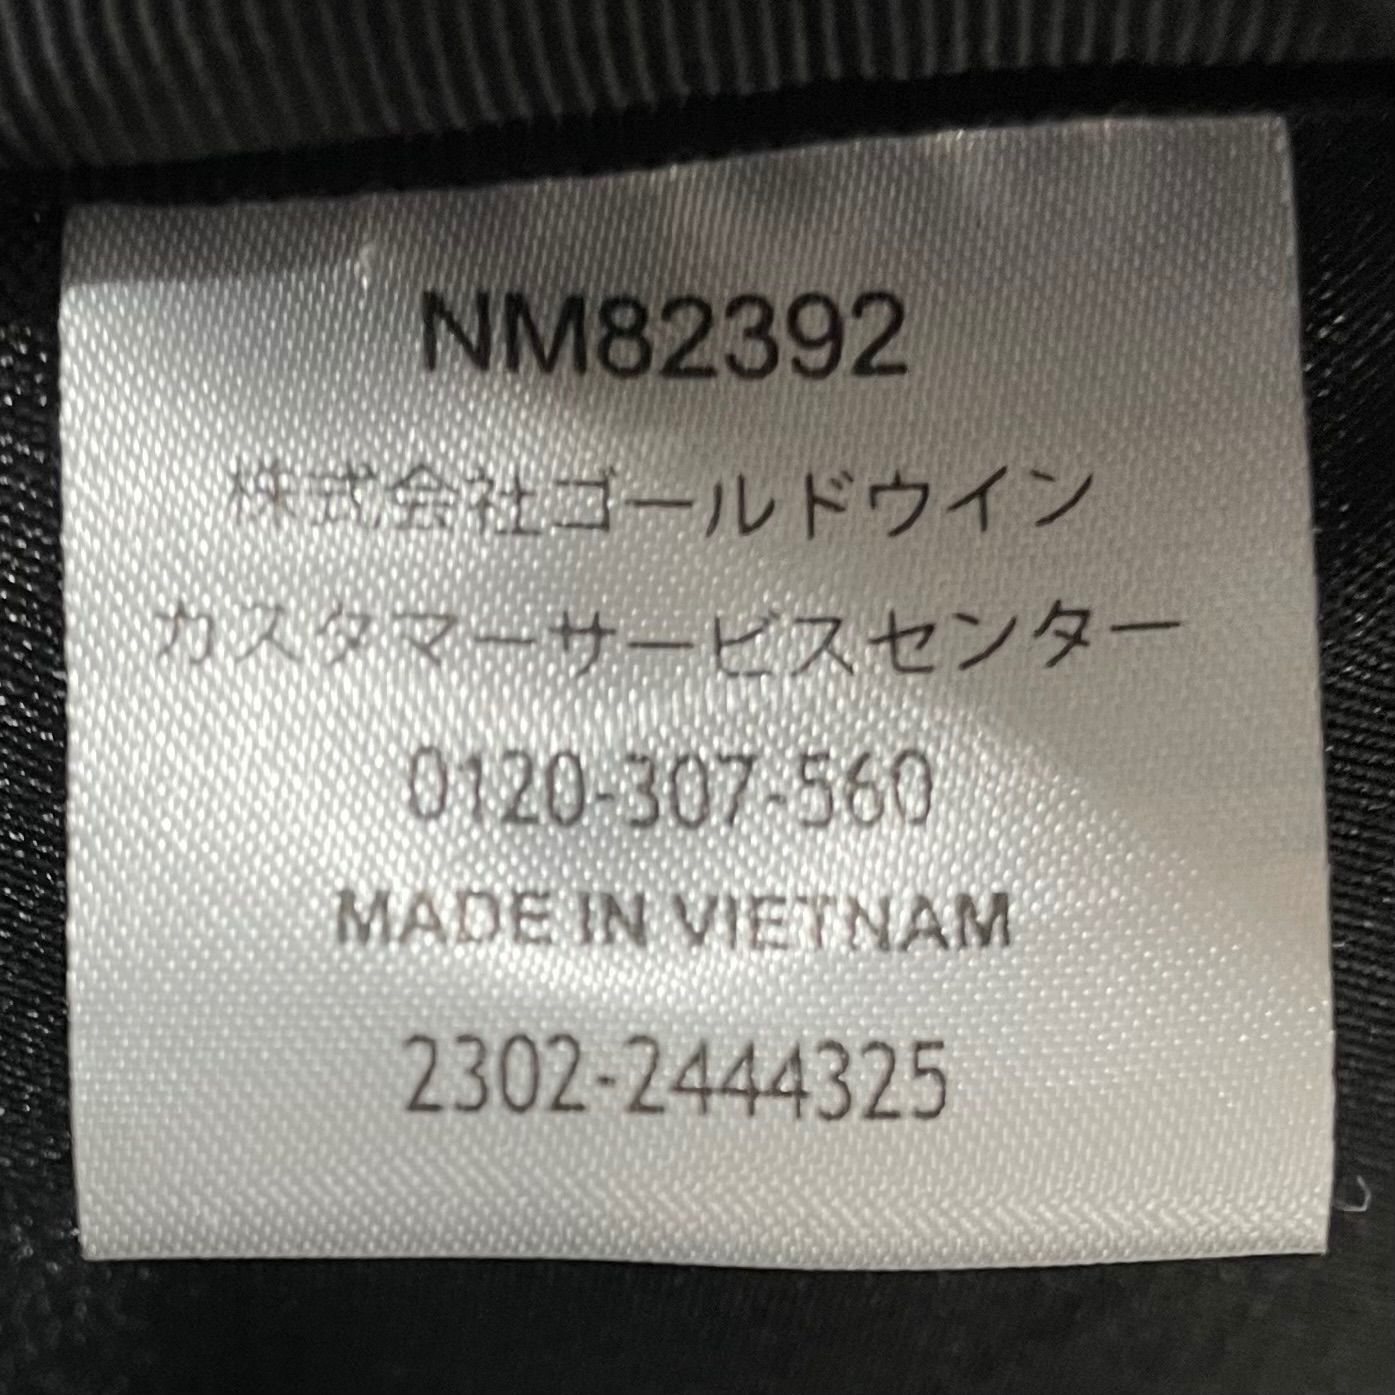 NM82392
株式会社ゴールドウイン
カスタマーサービスセンター
0120-307-560
MADE IN VIETNAM
2302-2444325